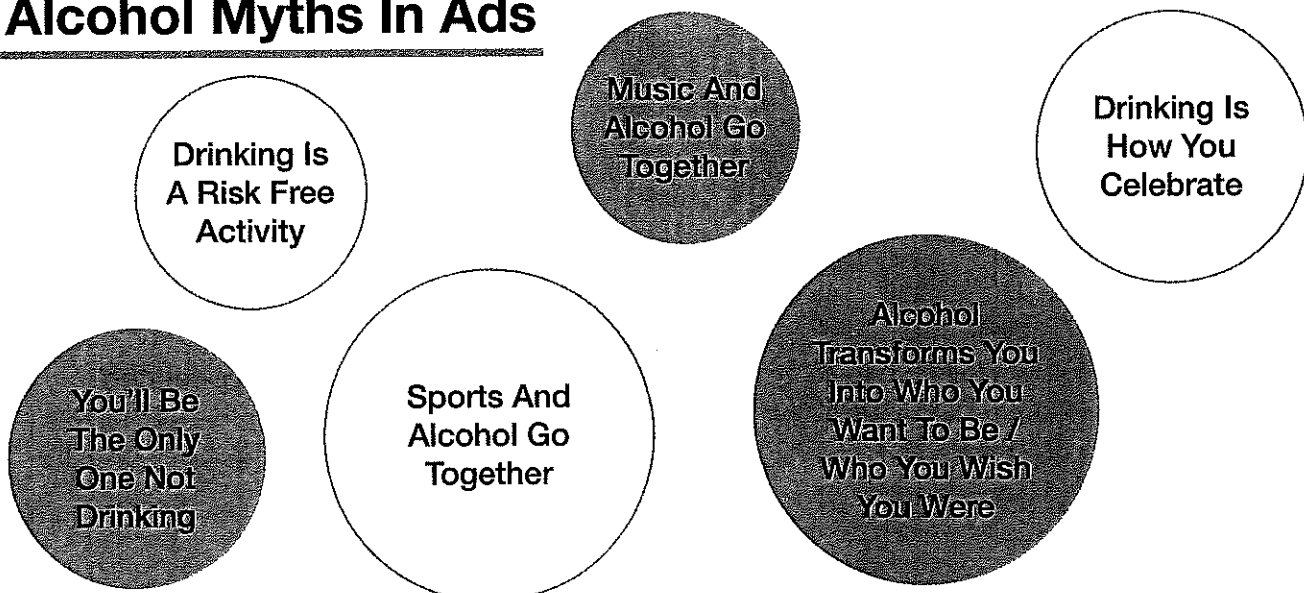 Alcohol Myths In Ads
Drinking Is
A Risk Free
Activity
Music And
Alcohol Go
Together
Drinking Is
How You
Celebrate
You'll Be
The Only
One Not
Drinking
Sports And
Alcohol Go
Together
Alcohol
Transforms You
Into Who You
Want To Be /
Who You Wish
You Were